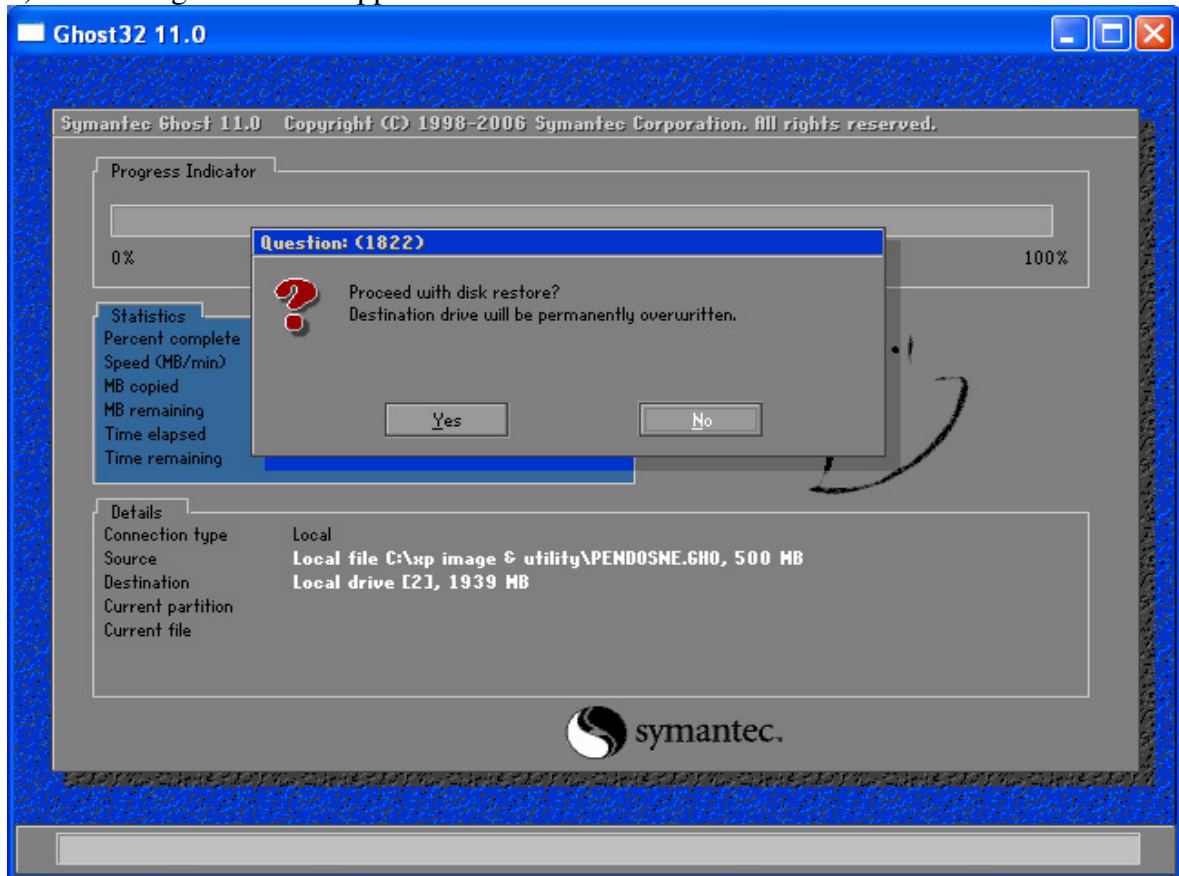 Ghost32 11.0
Symantec Ghost 11.0 Copyright (C) 1998-2006 Symantec Corporation. All rights reserved.
Progress Indicator
0%
100%
Question: (1822)
Proceed with disk restore?
Destination drive will be permanently overwritten.
Yes
No
Statistics
Percent complete
Speed (MB/min)
MB copied
MB remaining
Time elapsed
Time remaining
Details
Connection type Local
Source Local file C:\xp image & utility\PENDOSNE.GHO, 500 MB
Destination Local drive [2], 1939 MB
Current partition
Current file
symantec.